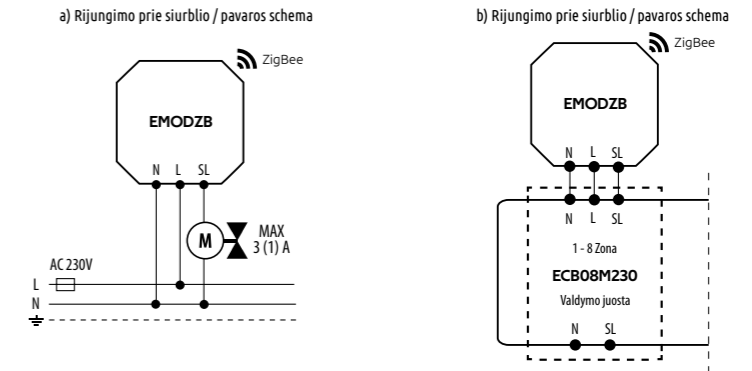 a) Rijungimo prie siurblio / pavaros schema
ZigBee
EMODZB
N L SL
M
MAX
3 (1) A
AC 230V
L
N
b) Rijungimo prie siurblio / pavaros schema
ZigBee
EMODZB
N L SL
N L SL
1 - 8 Zona
ECB08M230
Valdymo juosta
N SL